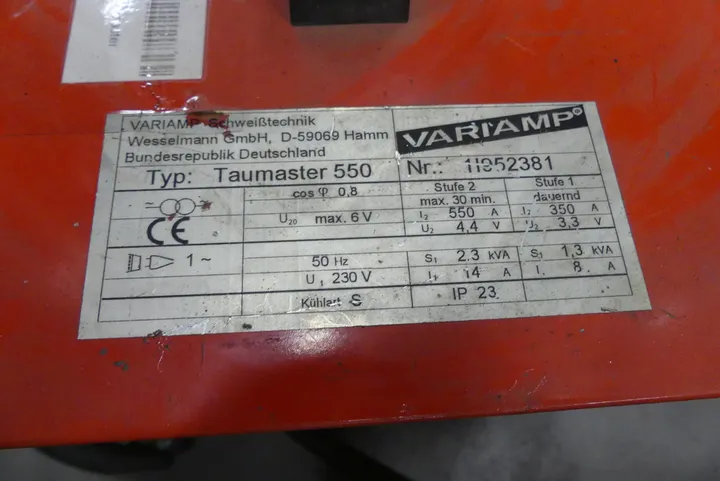 VARIAMP Schweißtechnik
Wesselmann GmbH, D-59069 Hamm
Bundesrepublik Deutschland
VARIAMP®
Typ: Taumaster 550
Nr.: 11952381
cos φ 0,8
Stufe 2
max. 30 min.
Stufe 1
dauernd
U20 max. 6 V
I2 550 A
I2 350 A
U2 4,4 V
U2 3,3 V
CE
1 ~
50 Hz
S1 2,3 kVA
S1 1,3 kVA
U1 230 V
I1 14 A
I 8 A
Kühlart S
IP 23